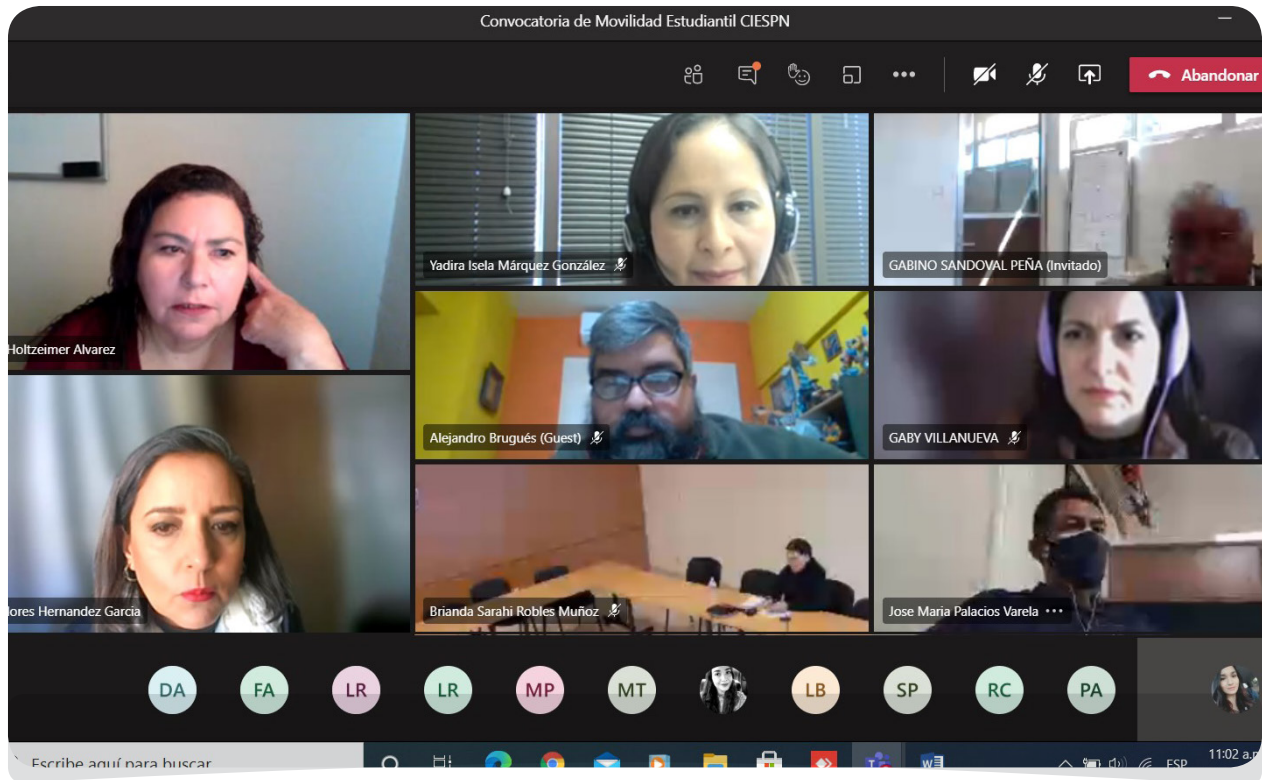 Convocatoria de Movilidad Estudiantil CIESPN
Abandonar
Holtzeimer Alvarez
Yadira Isela Márquez González
GABINO SANDOVAL PEÑA (Invitado)
Alejandro Brugués (Guest)
GABY VILLANUEVA
lores Hernandez Garcia
Brianda Sarahi Robles Muñoz
Jose Maria Palacios Varela
DA FA LR LR MP MT LB SP RC PA
Escribe aquí para buscar
ESP
11:02 a.